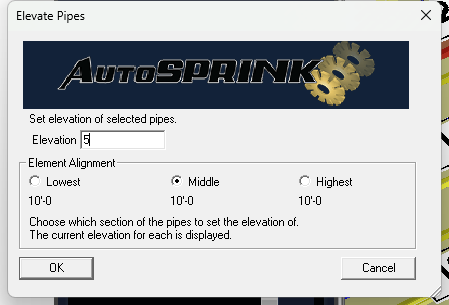 Elevate Pipes
AUTOSPRINK
Set elevation of selected pipes.
Elevation 5
Element Alignment
Lowest Middle Highest
10'-0 10'-0 10'-0
Choose which section of the pipes to set the elevation of.
The current elevation for each is displayed.
OK Cancel